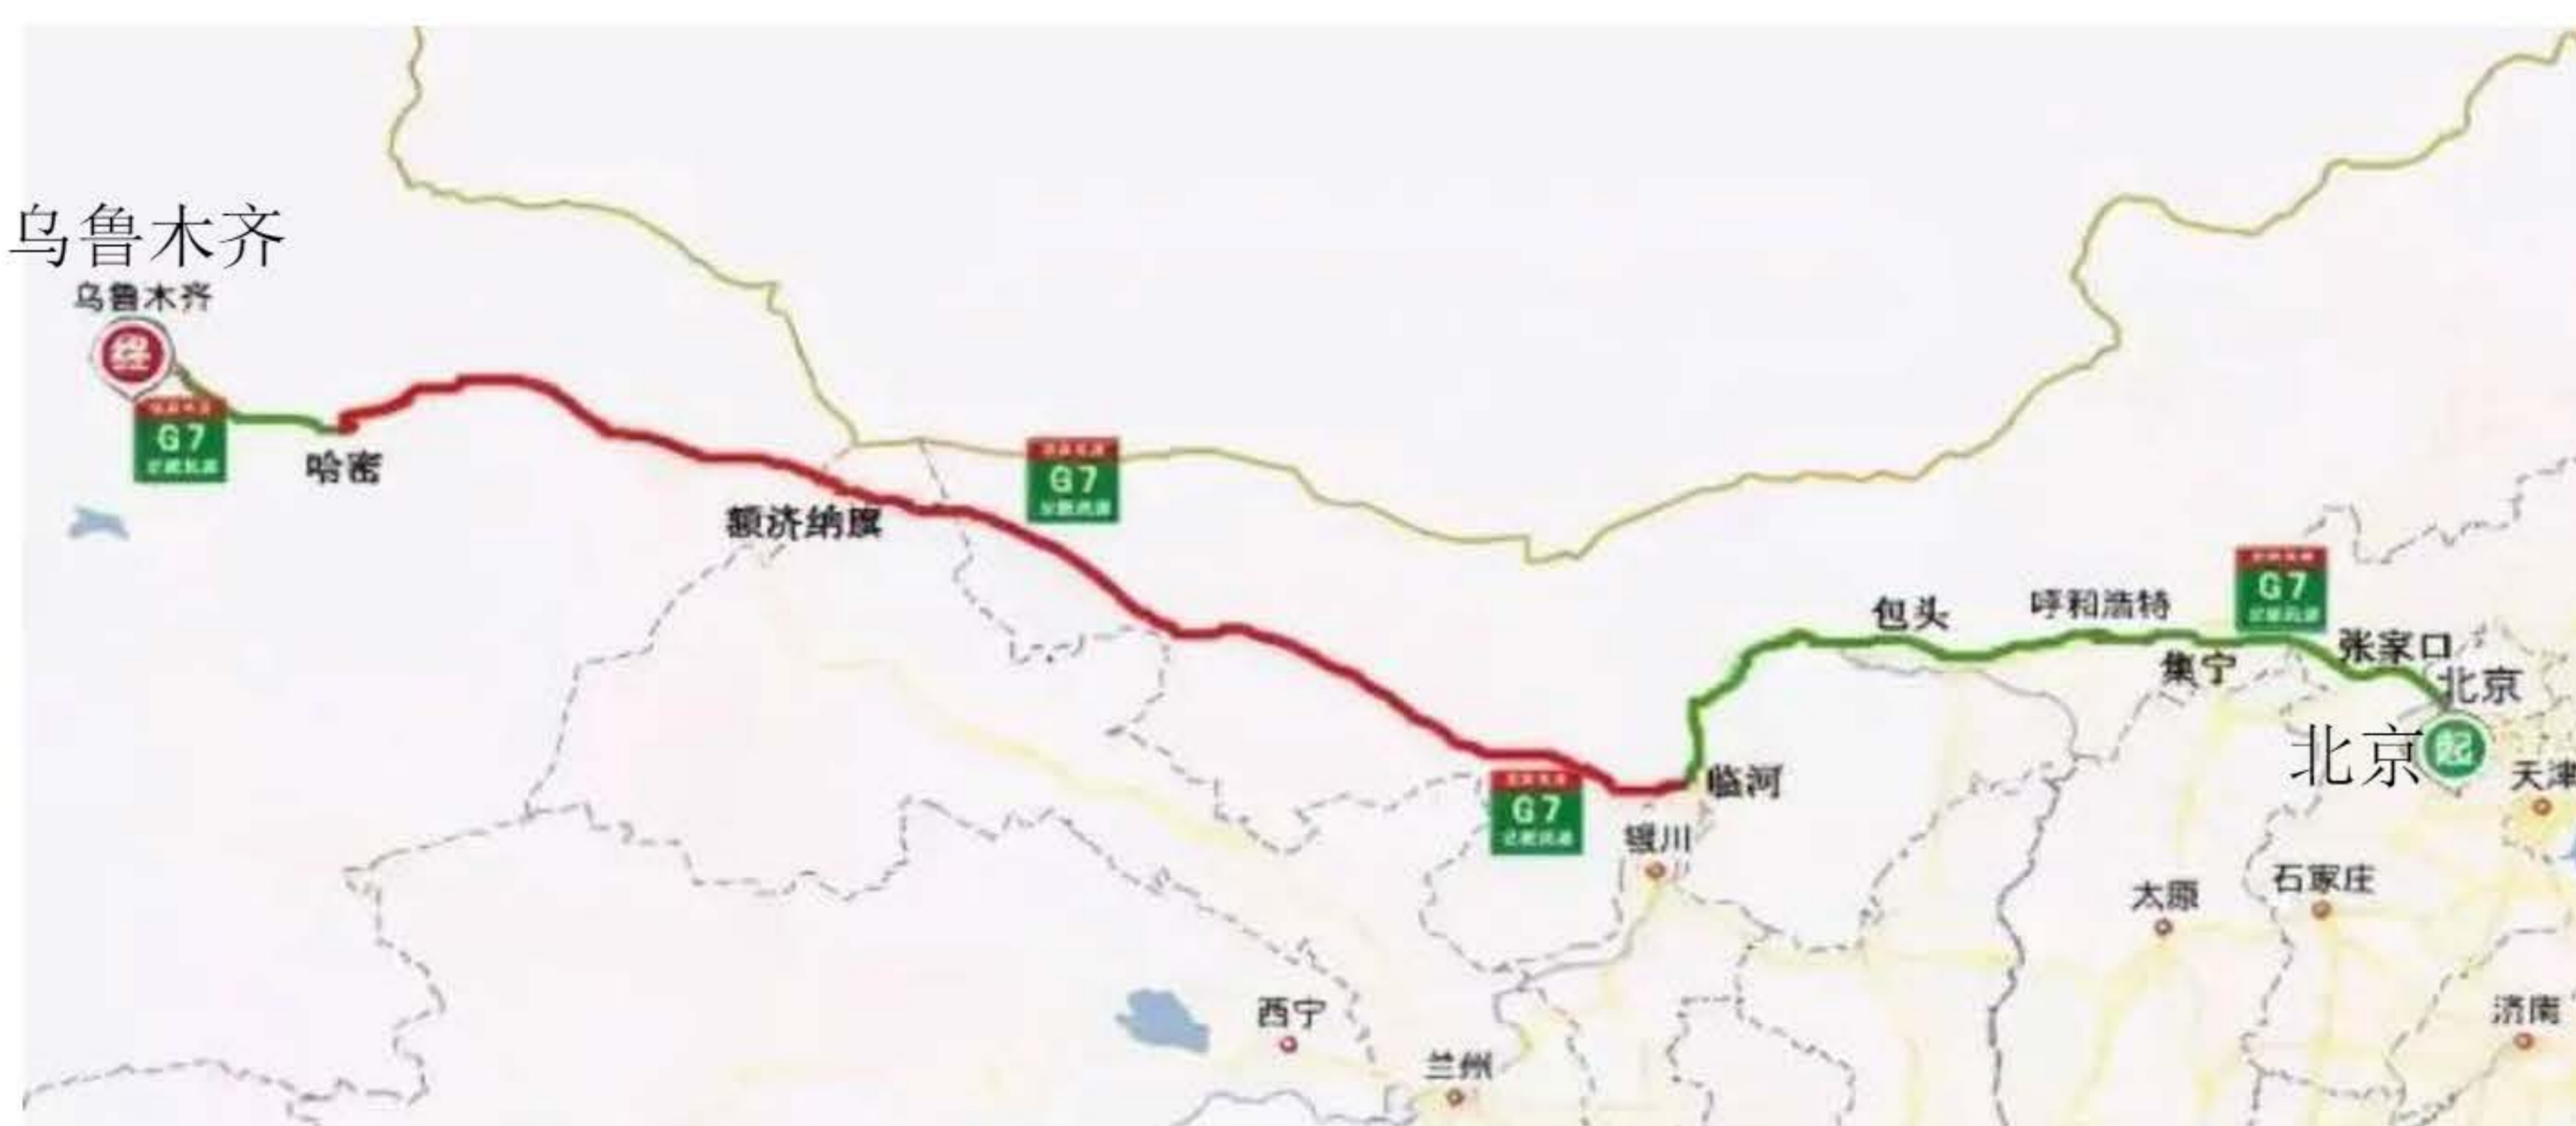 乌鲁木齐
乌鲁木齐
终
G7
哈密
额济纳旗
G7
G7
临河
银川
包头
呼和浩特
集宁
G7
张家口
北京
北京
起
天津
太原
石家庄
济南
西宁
兰州